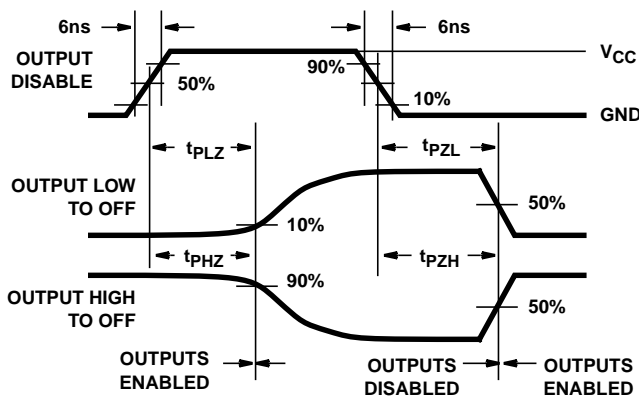 6ns
6ns
OUTPUT
DISABLE
50%
90%
10%
VCC
GND
tPLZ
tPZL
OUTPUT LOW
TO OFF
10%
50%
tPHZ
tPZH
OUTPUT HIGH
TO OFF
90%
50%
OUTPUTS
ENABLED
OUTPUTS
DISABLED
OUTPUTS
ENABLED